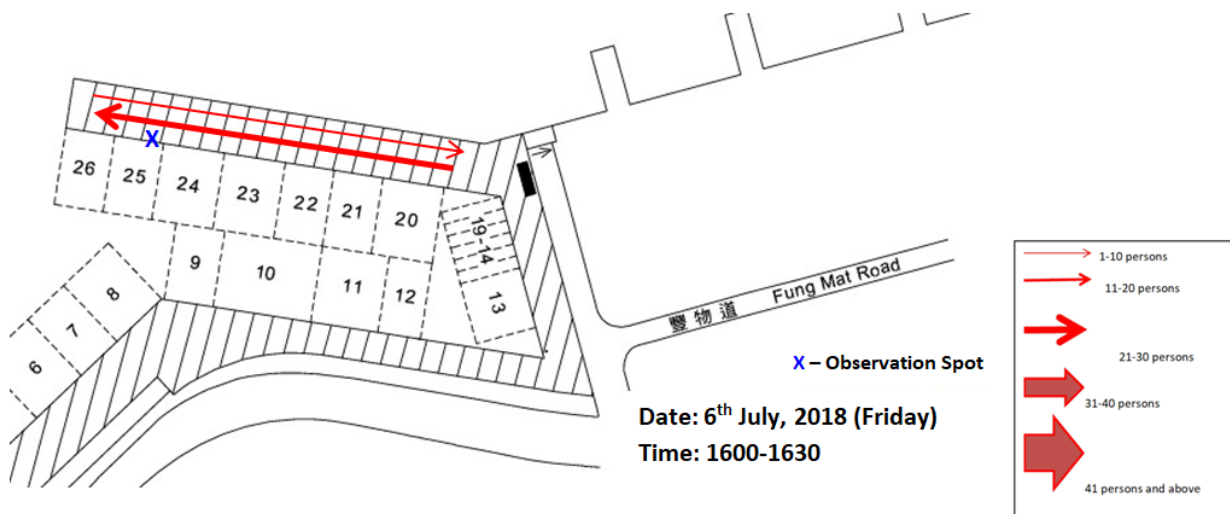 26
25
24
23
22
21
20
19-14
13
9
10
11
12
8
7
6
X
豐物道 Fung Mat Road
X – Observation Spot
Date: 6th July, 2018 (Friday)
Time: 1600-1630
1-10 persons
11-20 persons
21-30 persons
31-40 persons
41 persons and above